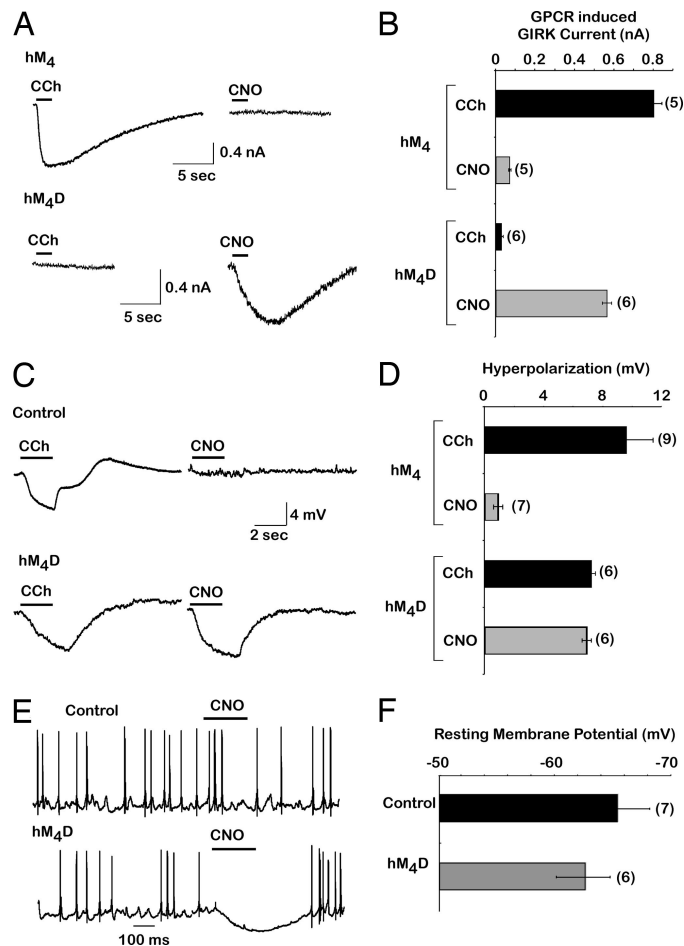 A
hM4
CCh
CNO
0.4 nA
5 sec
hM4D
CCh
CNO
0.4 nA
5 sec
B
GPCR induced
GIRK Current (nA)
0 0.2 0.4 0.6 0.8
hM4
CCh
(5)
CNO
(5)
hM4D
CCh
(6)
CNO
(6)
C
Control
CCh
CNO
4 mV
2 sec
hM4D
CCh
CNO
D
Hyperpolarization (mV)
0 4 8 12
hM4
CCh
(9)
CNO
(7)
hM4D
CCh
(6)
CNO
(6)
E
Control
CNO
hM4D
CNO
100 ms
F
Resting Membrane Potential (mV)
-50 -60 -70
Control
(7)
hM4D
(6)